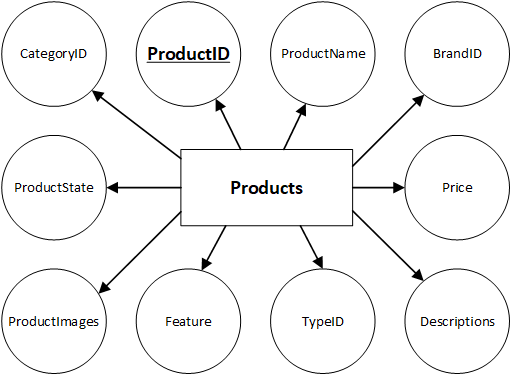 CategoryID
ProductID
ProductName
BrandID
ProductState
Products
Price
ProductImages
Feature
TypeID
Descriptions